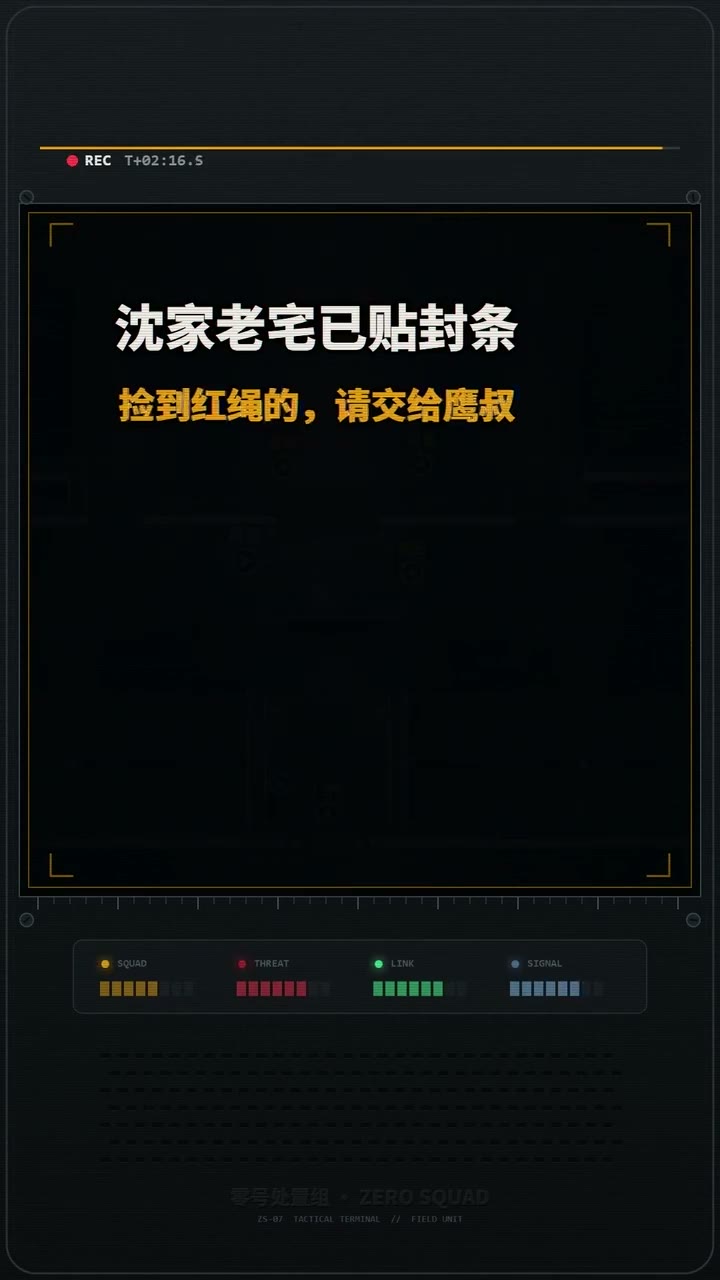 REC T+02:16.S
沈家老宅已贴封条
捡到红绳的，请交给鹰叔
SQUAD THREAT LINK SIGNAL
零号处置组 · ZERO SQUAD
ZS-07 TACTICAL TERMINAL // FIELD UNIT